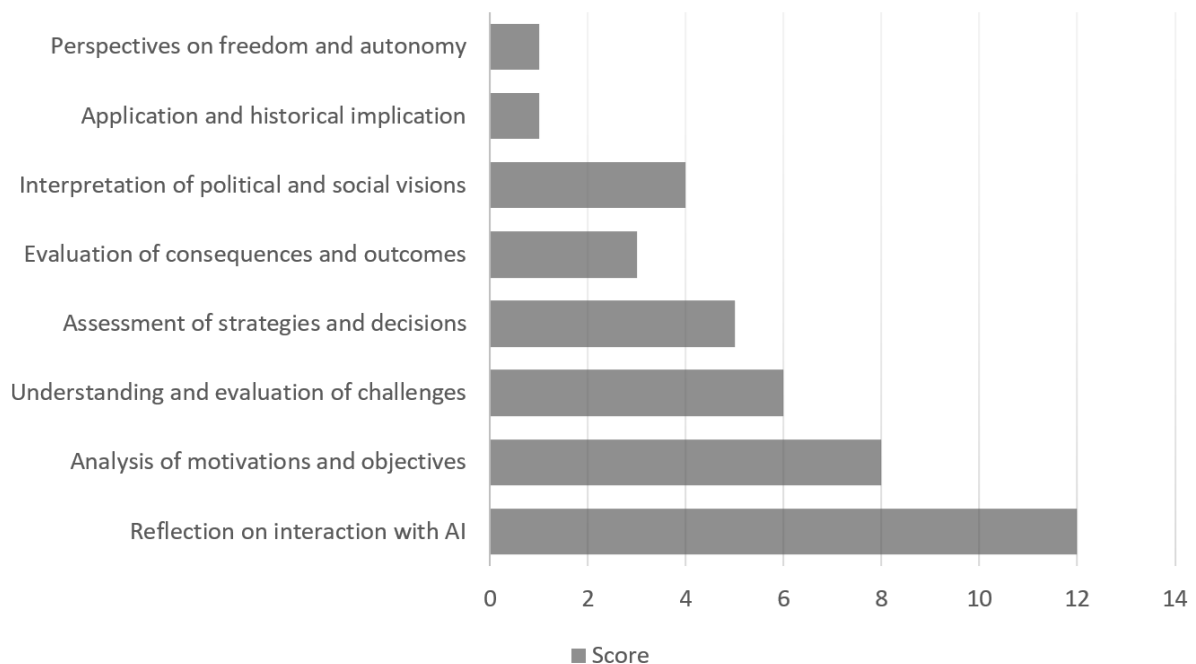 Perspectives on freedom and autonomy
Application and historical implication
Interpretation of political and social visions
Evaluation of consequences and outcomes
Assessment of strategies and decisions
Understanding and evaluation of challenges
Analysis of motivations and objectives
Reflection on interaction with AI
0 2 4 6 8 10 12 14
Score